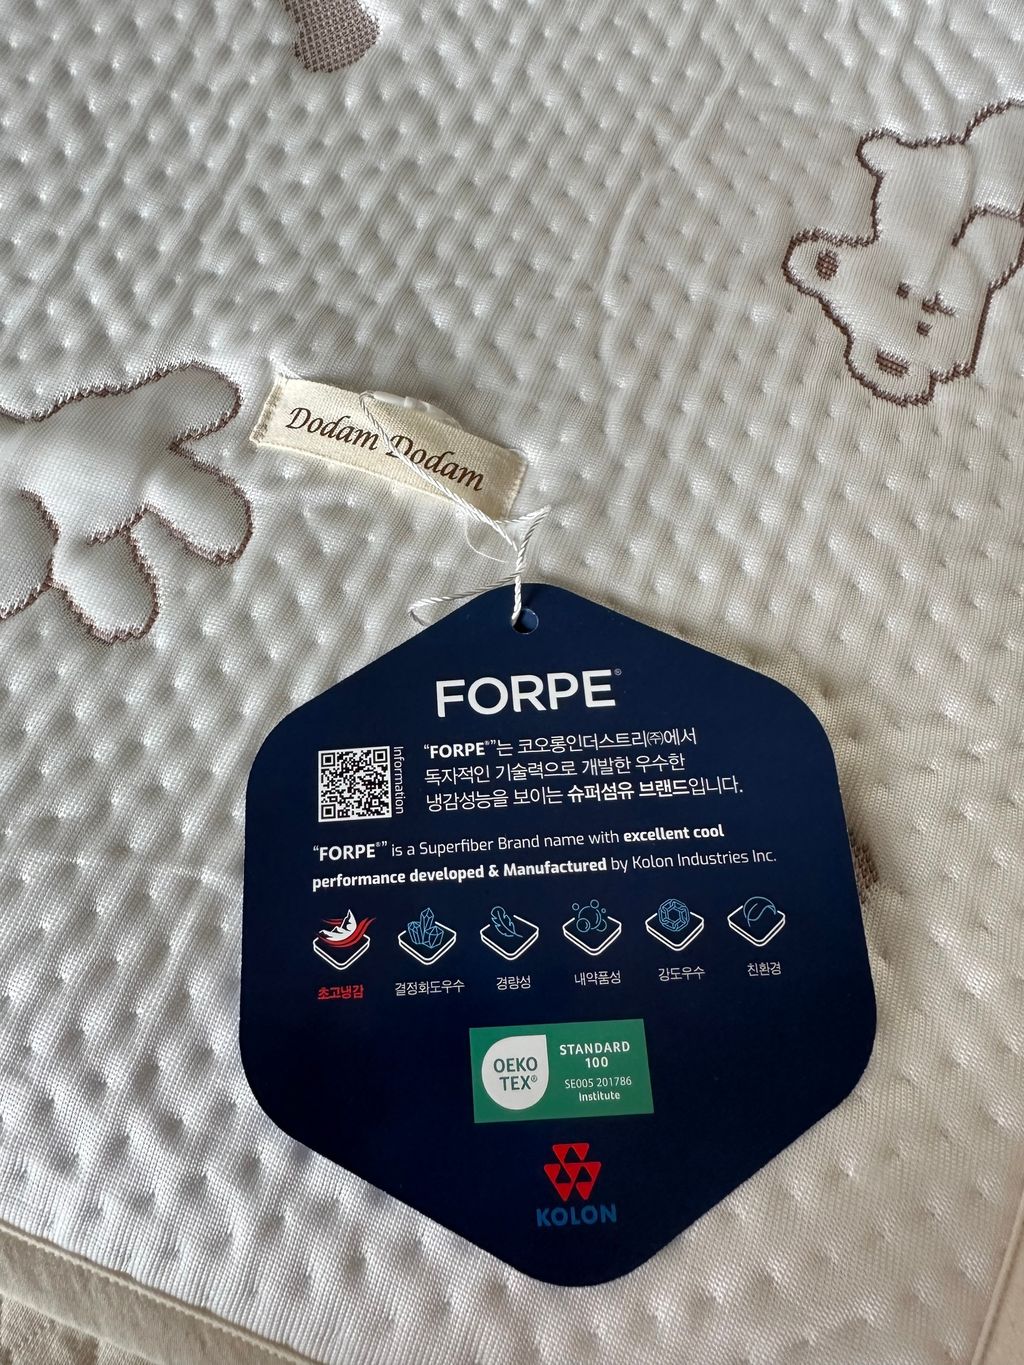 Dodam Dodam
FORPE®
Information
“FORPE®”는 코오롱인더스트리㈜에서
독자적인 기술력으로 개발한 우수한
냉감성능을 보이는 슈퍼섬유 브랜드입니다.
“FORPE®” is a Superfiber Brand name with excellent cool
performance developed & Manufactured by Kolon Industries Inc.
초고냉감
결정화도우수
경량성
내약품성
강도우수
친환경
OEKO
TEX®
STANDARD
100
SE005 201786
Institute
KOLON